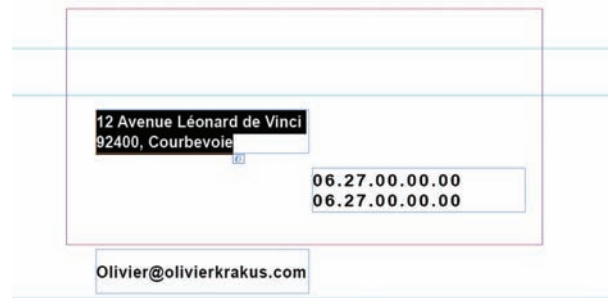 12 Avenue Léonard de Vinci
92400, Courbevoie
06.27.00.00.00
06.27.00.00.00
Olivier@olivierkrakus.com